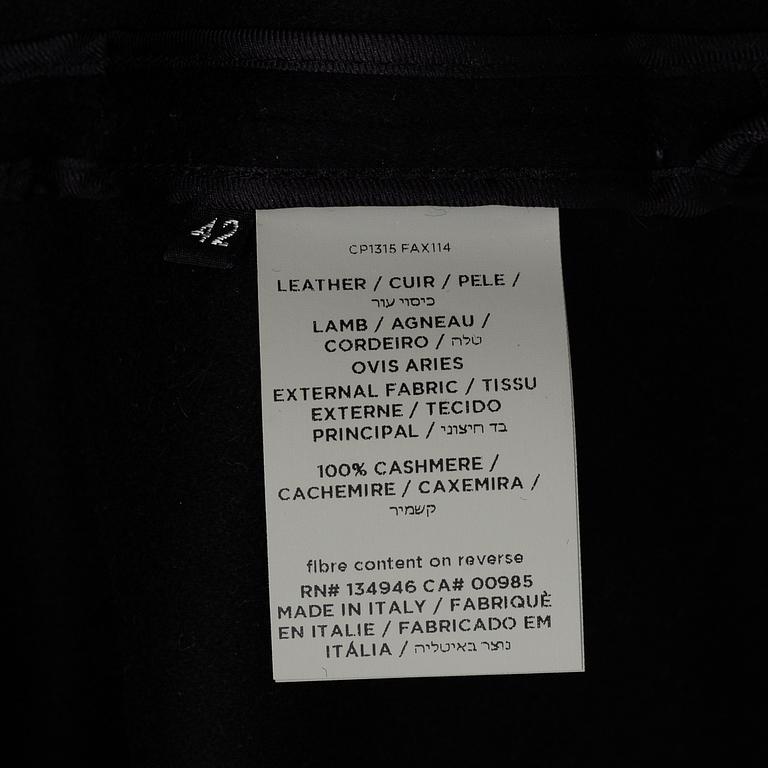 42
CP1315 FAX114
LEATHER / CUIR / PELE /
כיסוי עור
LAMB / AGNEAU /
CORDEIRO / טלה
OVIS ARIES
EXTERNAL FABRIC / TISSU
EXTERNE / TECIDO
PRINCIPAL / בד חיצוני
100% CASHMERE /
CACHEMIRE / CAXEMIRA /
קשמיר
fibre content on reverse
RN# 134946 CA# 00985
MADE IN ITALY / FABRIQUÈ
EN ITALIE / FABRICADO EM
ITÁLIA / נוצר באיטליה